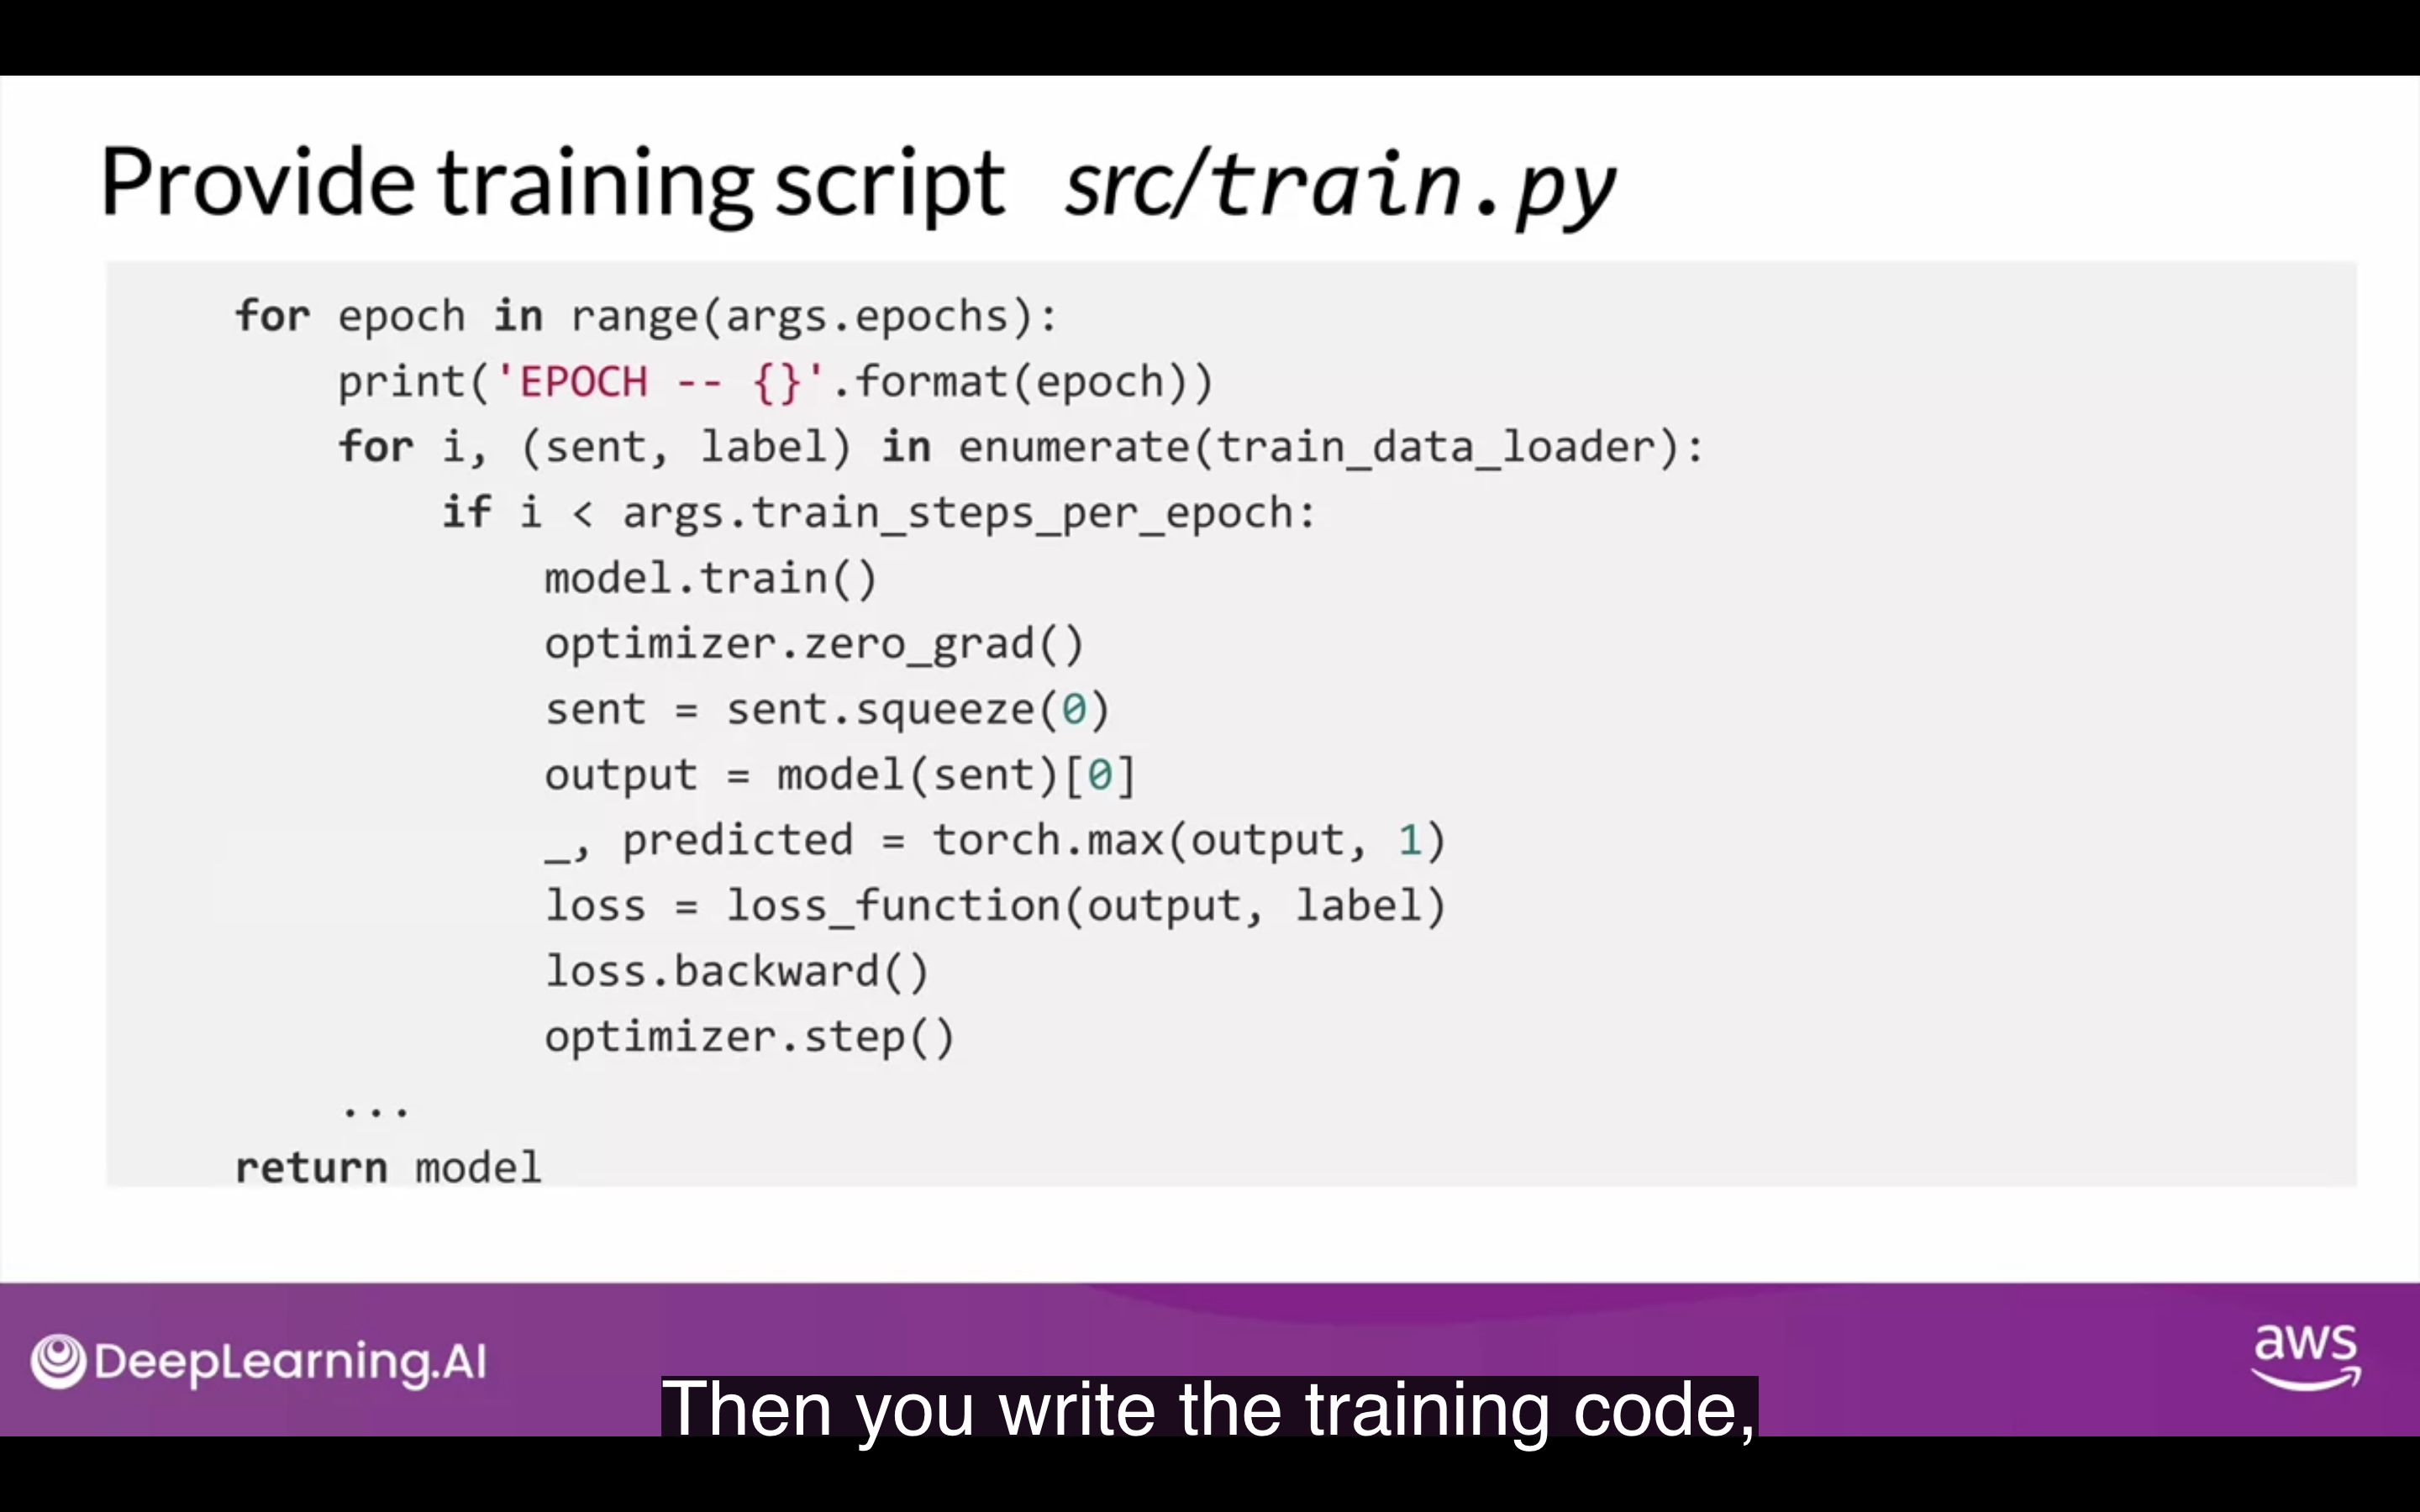 Provide training script src/train.py
for epoch in range(args.epochs):
print('EPOCH -- {}'.format(epoch))
for i, (sent, label) in enumerate(train_data_loader):
if i < args.train_steps_per_epoch:
model.train()
optimizer.zero_grad()
sent = sent.squeeze(0)
output = model(sent)[0]
_, predicted = torch.max(output, 1)
loss = loss_function(output, label)
loss.backward()
optimizer.step()
...
return model
DeepLearning.AI
aws
Then you write the training code,